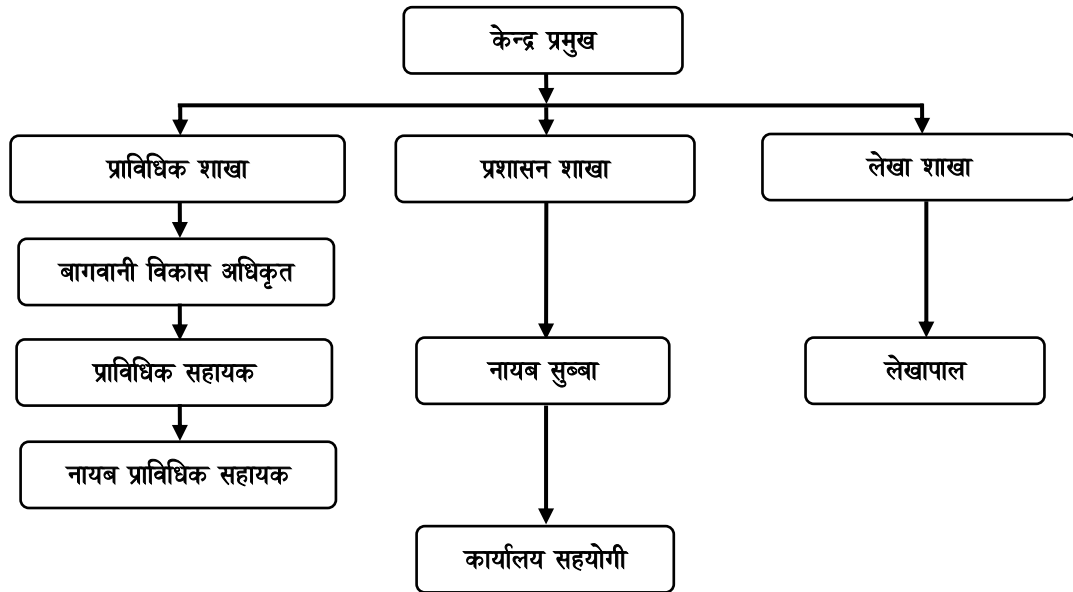 केन्द्र प्रमुख
प्राविधिक शाखा
प्रशासन शाखा
लेखा शाखा
बागवानी विकास अधिकृत
प्राविधिक सहायक
नायब सुब्बा
लेखापाल
नायब प्राविधिक सहायक
कार्यालय सहयोगी